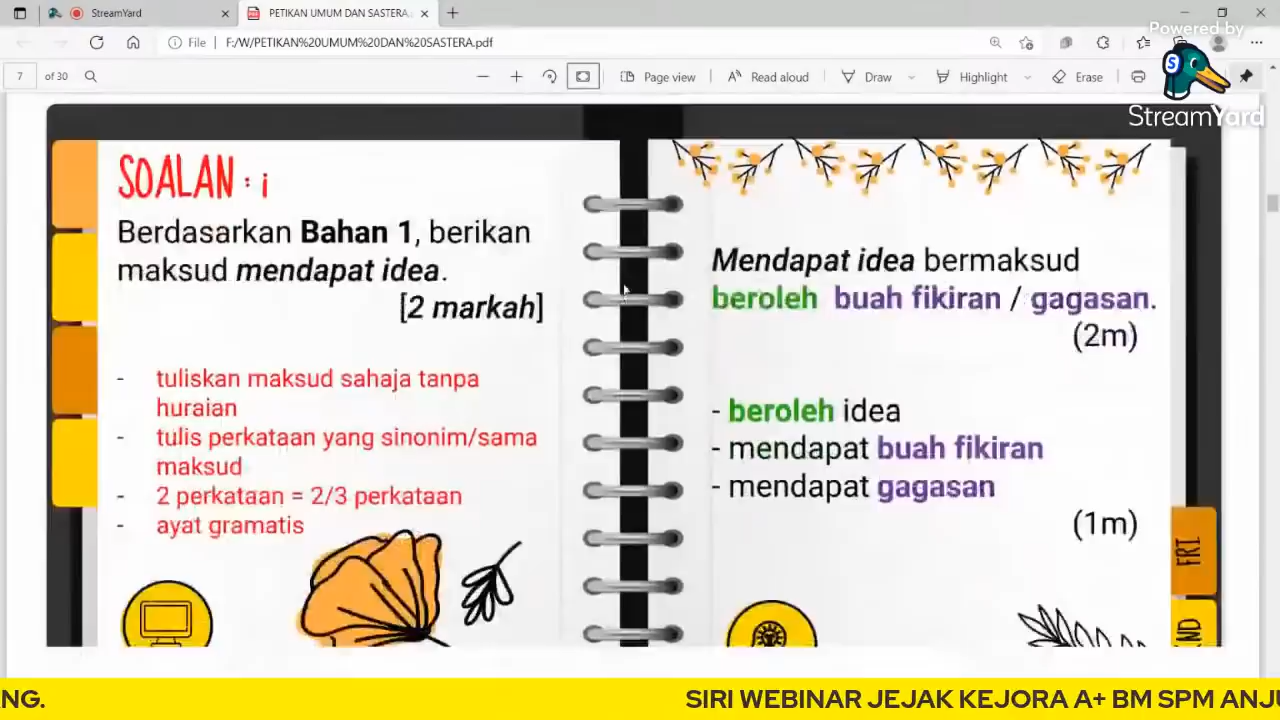 StreamYard
PETIKAN UMUM DAN SASTERA
File
F:/W/PETIKAN%20UMUM%20DAN%20SASTERA.pdf
Powered by
StreamYard
7 of 30
Page view
Read aloud
Draw
Highlight
Erase
SOALAN : i
Berdasarkan Bahan 1, berikan
maksud mendapat idea.
[2 markah]
- tuliskan maksud sahaja tanpa
huraian
- tulis perkataan yang sinonim/sama
maksud
- 2 perkataan = 2/3 perkataan
- ayat gramatis
Mendapat idea bermaksud
beroleh buah fikiran / gagasan.
(2m)
- beroleh idea
- mendapat buah fikiran
- mendapat gagasan
(1m)
FRI
ND
NG.
SIRI WEBINAR JEJAK KEJORA A+ BM SPM ANJU